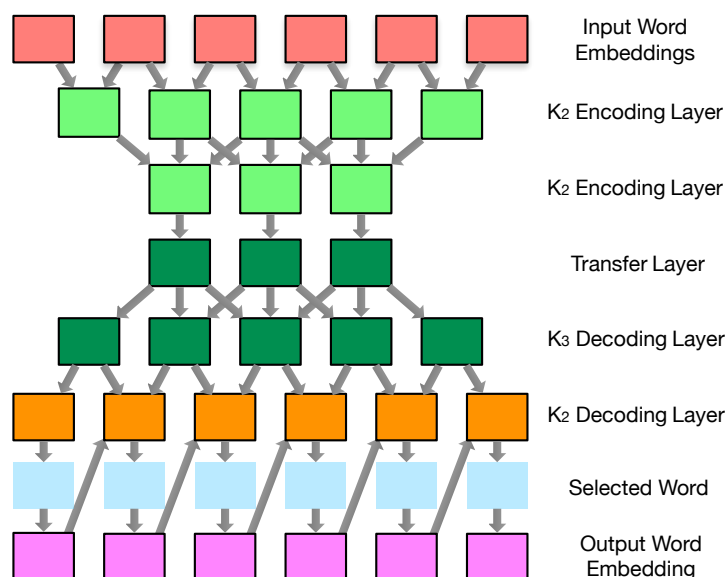 Input Word
Embeddings
K2 Encoding Layer
K2 Encoding Layer
Transfer Layer
K3 Decoding Layer
K2 Decoding Layer
Selected Word
Output Word
Embedding